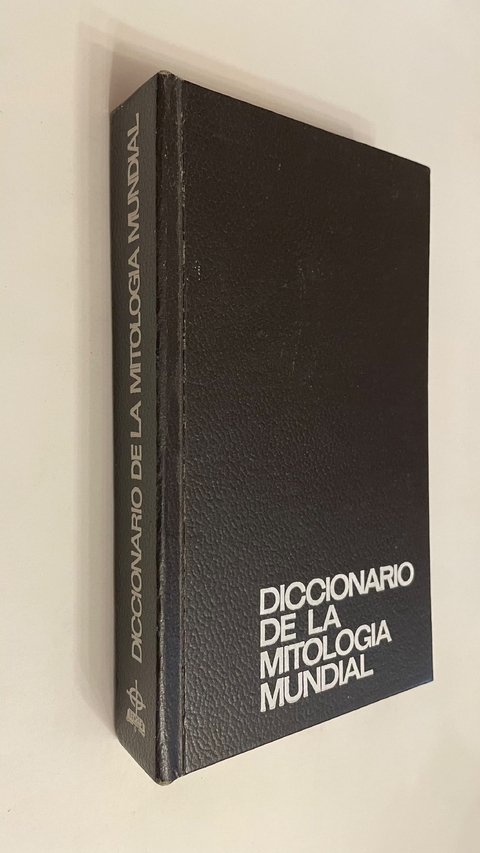 DICCIONARIO DE LA MITOLOGIA MUNDIAL
DICCIONARIO
DE LA
MITOLOGIA
MUNDIAL